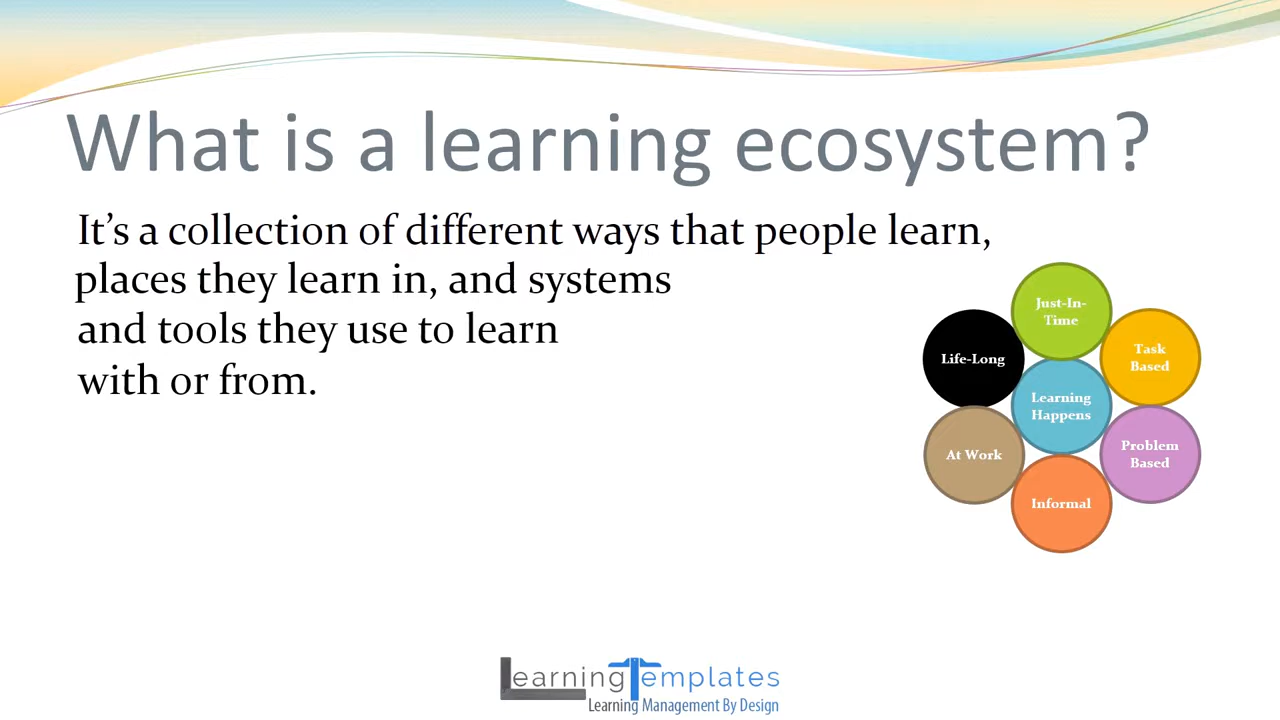 What is a learning ecosystem?
It's a collection of different ways that people learn,
places they learn in, and systems
and tools they use to learn
with or from.
Just-In-
Time
Task
Based
Life-Long
Learning
Happens
Problem
Based
At Work
Informal
LearningTemplates
Learning Management By Design